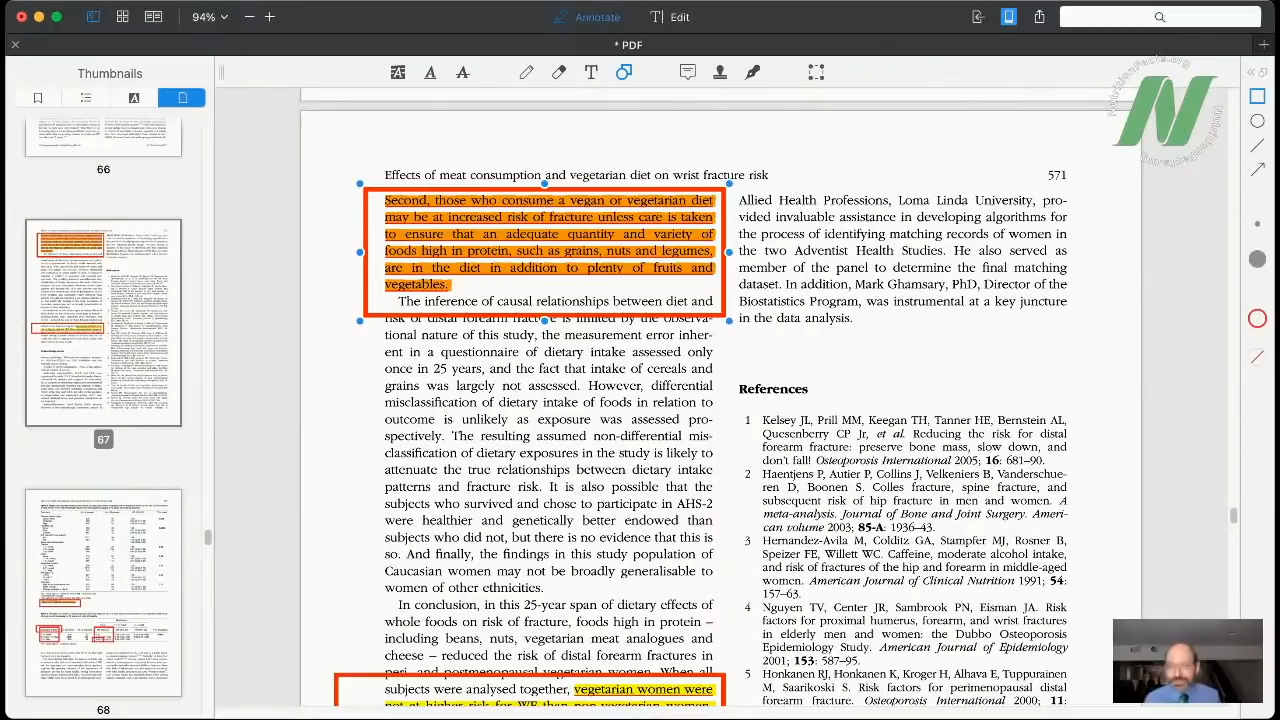 94%
Annotate
Edit
* PDF
Thumbnails
66
67
68
NutritionFacts.org
Effects of meat consumption and vegetarian diet on wrist fracture risk
571
Second, those who consume a vegan or vegetarian diet
may be at increased risk of fracture unless care is taken
to ensure that an adequate quantity and variety of
foods high in protein, such as grains, nuts and legumes,
are in the diet in addition to plenty of fruits and
vegetables.
The inference of causal relationships between diet and
risk of distal forearm fracture is limited by the observa-
tional nature of this study, the measurement error inher-
ent in a questionnaire of dietary intake assessed only
once in 25 years and the fact that intake of cereals and
grains was largely not assessed. However, differential
misclassification of dietary intake of foods in relation to
outcome is unlikely as exposure was assessed pro-
spectively. The resulting assumed non-differential mis-
classification of dietary exposures in the study is likely to
attenuate the true relationships between dietary intake
patterns and fracture risk. It is also possible that the
subjects who survived and chose to participate in AHS-2
were healthier and genetically better endowed than
subjects who did not, but there is no evidence that this is
so. And finally, the findings in this study population of
Caucasian women may not be broadly generalisable to
women of other ethnicities.
In conclusion, in this 25-year span of dietary effects of
whole foods on risk of fracture, foods high in protein –
including beans, nuts, vegetarian meat analogues and
cheese – reduced the risk of distal forearm fractures in
peri- and postmenopausal women. When all
subjects were analysed together, vegetarian women were
not at higher risk for WF than non-vegetarian women.
Allied Health Professions, Loma Linda University, pro-
vided invaluable assistance in developing algorithms for
the process of identifying matching records of women in
the two Adventist Health Studies. He also served as
member of the panel to determine the final matching
dataset. In addition, Mark Ghamsary, PhD, Director of the
Biostatistics Program, was instrumental at a key juncture
in the data analysis.
References
1 Kelsey JL, Prill MM, Keegan TH, Tanner HE, Bernstein AL,
Quesenberry CP Jr, et al. Reducing the risk for distal
forearm fracture: preserve bone mass, slow down, and
don't fall! Osteoporosis International 2005; 16: 681–90.
2 Haentjens P, Autier P, Collins J, Velkeniers B, Vanderschue-
ren D, Boonen S. Colles fracture, spine fracture, and
subsequent risk of hip fracture in men and women. A
meta-analysis. Journal of Bone and Joint Surgery. Ameri-
can volume 2003; 85-A: 1936–43.
3 Hernandez-Avila M, Colditz GA, Stampfer MJ, Rosner B,
Speizer FE, Willett WC. Caffeine, moderate alcohol intake,
and risk of fractures of the hip and forearm in middle-aged
women. American Journal of Clinical Nutrition 1991; 54:
157–63.
TV, Center JR, Sambrook PN, Eisman JA. Risk
factors for proximal humerus, forearm, and wrist fractures
in elderly men and women: the Dubbo Osteoporosis
Epidemiology Study. American Journal of Epidemiology
5 Honkanen RJ, Honkanen K, Kroger H, Alhava E, Tuppurainen
M, Saarikoski S. Risk factors for perimenopausal distal
forearm fracture. Osteoporosis International 2000; 11: